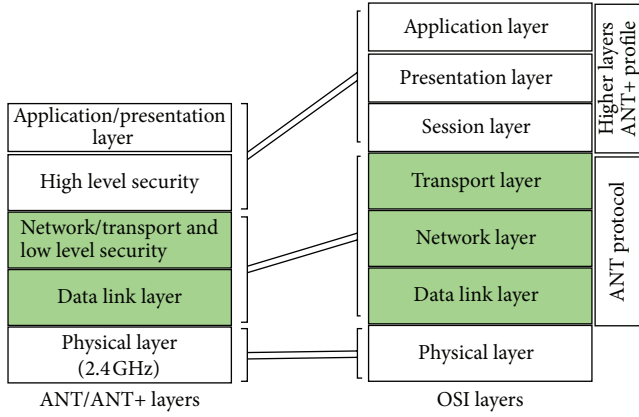 Application/presentation
layer
High level security
Network/transport and
low level security
Data link layer
Physical layer
(2.4 GHz)
ANT/ANT+ layers
Application layer
Presentation layer
Session layer
Transport layer
Network layer
Data link layer
Physical layer
OSI layers
Higher layers
ANT+ profile
ANT protocol